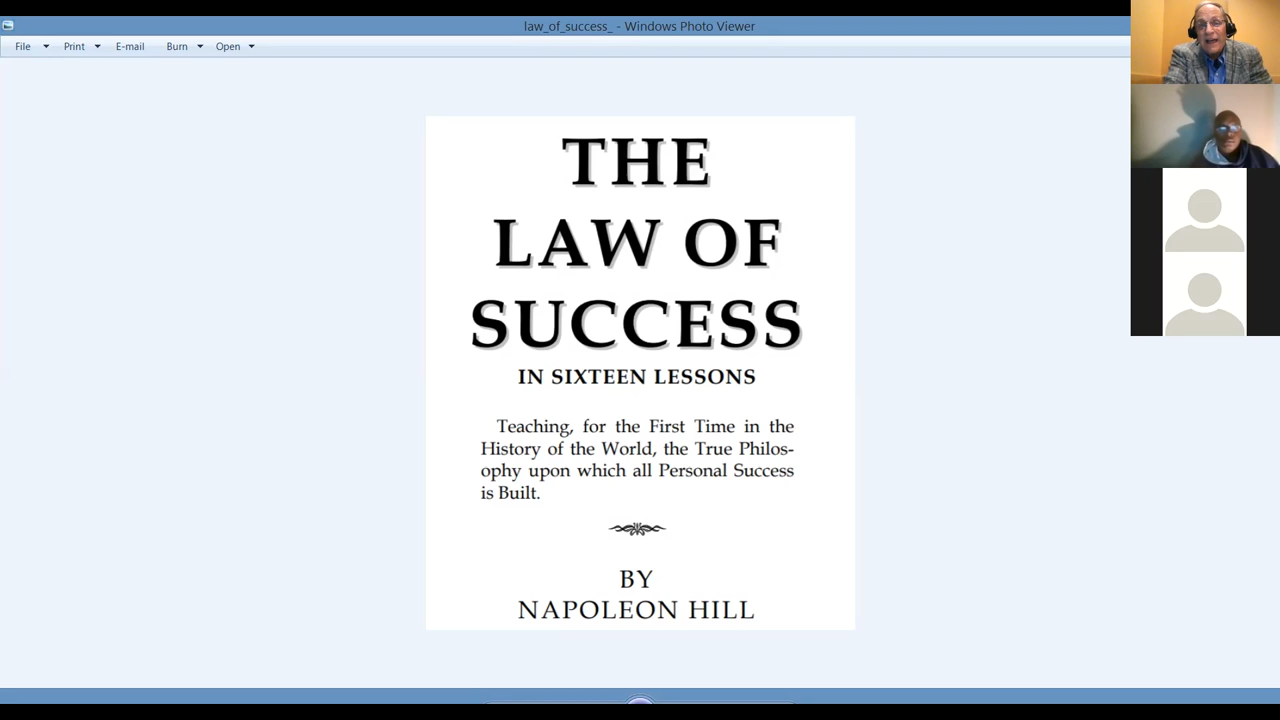 law_of_success_ - Windows Photo Viewer
File Print E-mail Burn Open
THE
LAW OF
SUCCESS
IN SIXTEEN LESSONS
Teaching, for the First Time in the
History of the World, the True Philos-
ophy upon which all Personal Success
is Built.
BY
NAPOLEON HILL